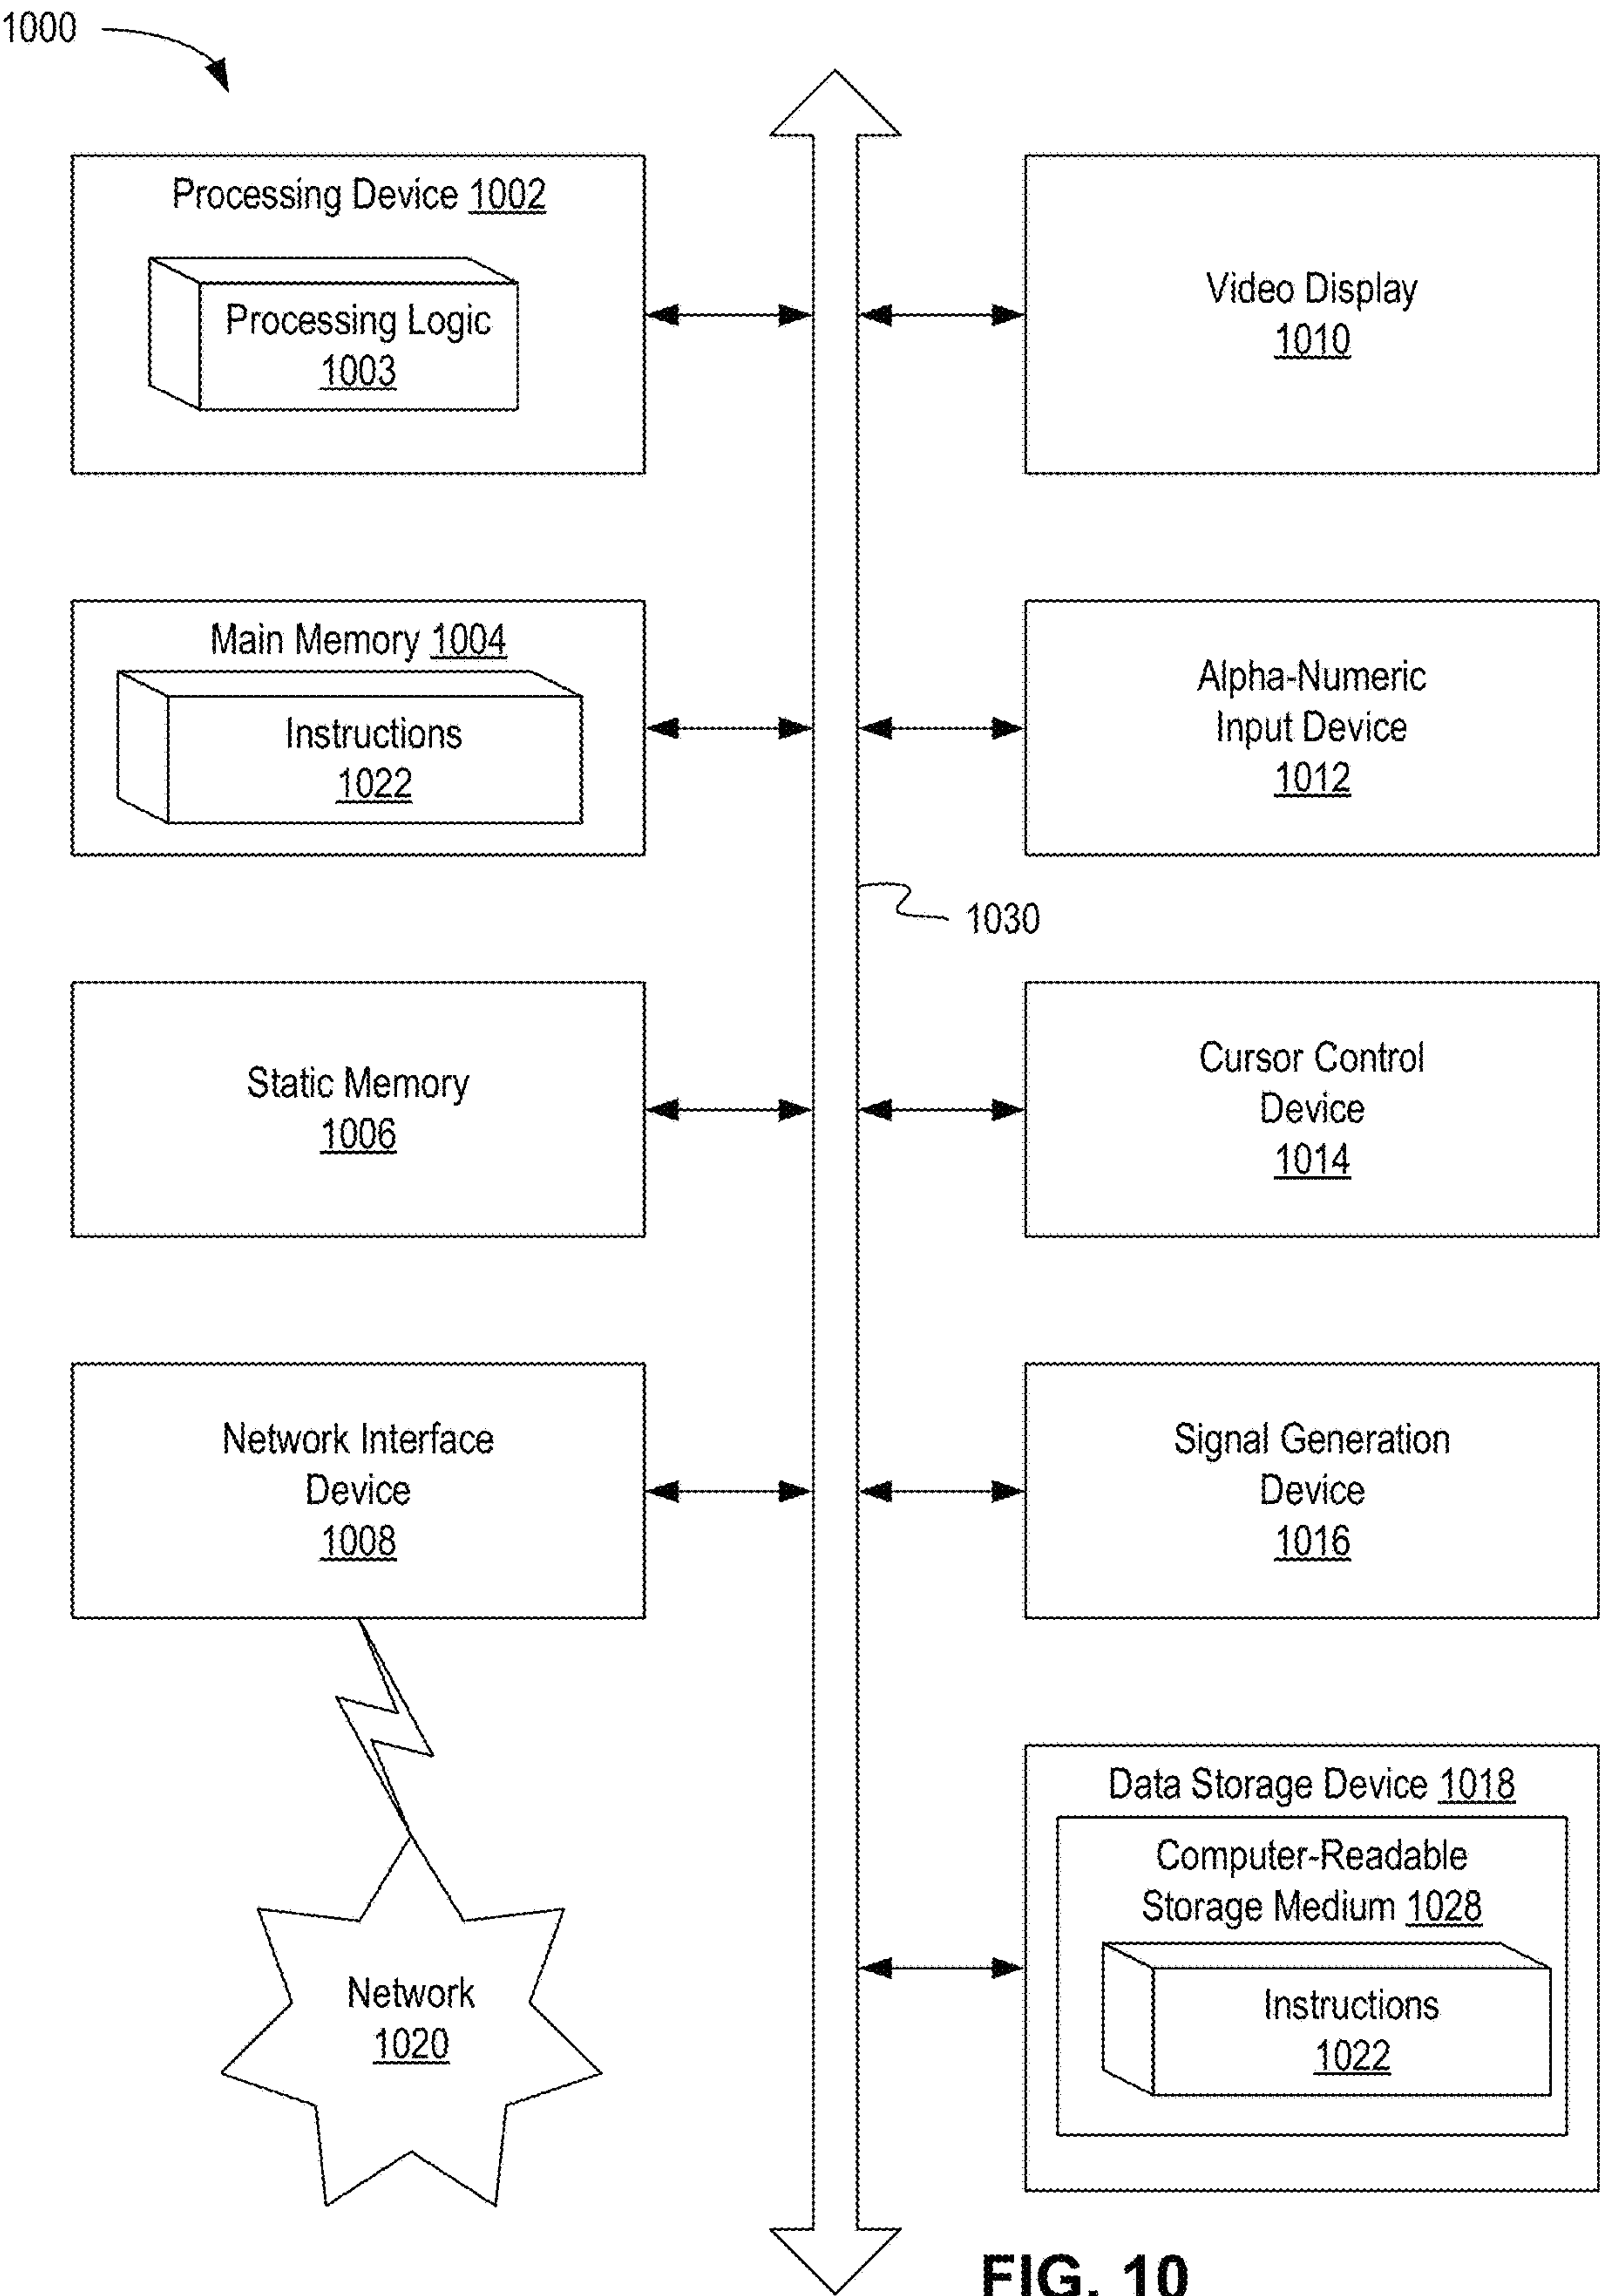 1000
Processing Device 1002
Processing Logic
1003
Video Display
1010
Main Memory 1004
Instructions
1022
Alpha-Numeric
Input Device
1012
1030
Static Memory
1006
Cursor Control
Device
1014
Network Interface
Device
1008
Signal Generation
Device
1016
Data Storage Device 1018
Computer-Readable
Storage Medium 1028
Instructions
1022
Network
1020
FIG. 10